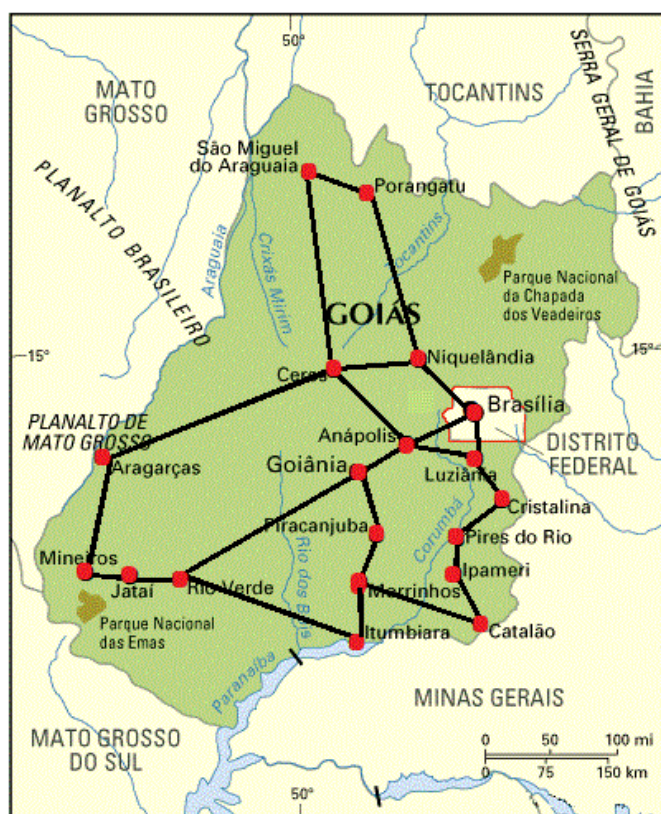 50°
MATO
GROSSO
TOCANTINS
BAHIA
SERRA GERAL DE GOIÁS
São Miguel
do Araguaia
Porangatu
PLANALTO BRASILEIRO
Araguaia
Crixás Mirim
Tocantins
Parque Nacional
da Chapada
dos Veadeiros
GOIÁS
15°
15°
Niquelândia
Ceres
Brasília
PLANALTO DE
MATO GROSSO
Anápolis
DISTRITO
FEDERAL
Aragarças
Goiânia
Luziânia
Corumbá
Cristalina
Piracanjuba
Pires do Rio
Rio dos Bois
Mineiros
Jataí
Rio Verde
Ipameri
Morrinhos
Parque Nacional
das Emas
Itumbiara
Catalão
Paranaíba
MINAS GERAIS
MATO GROSSO
DO SUL
0 50 100 mi
0 75 150 km
50°